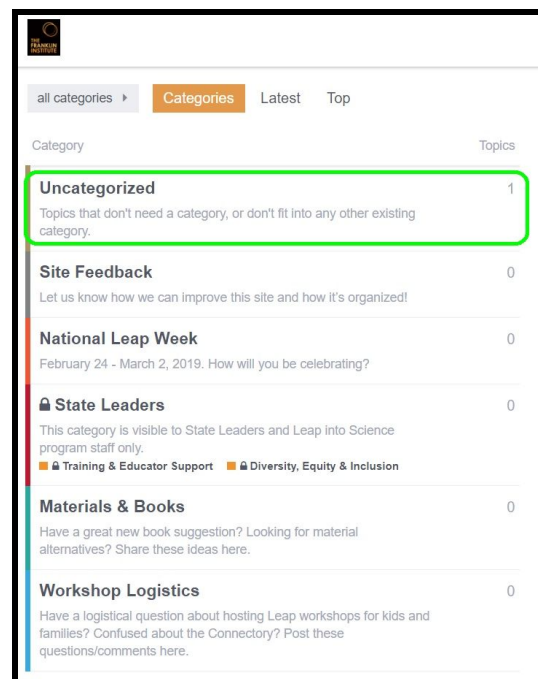 THE
FRANKLIN
INSTITUTE
all categories Categories Latest Top
Category Topics
Uncategorized 1
Topics that don't need a category, or don't fit into any other existing
category.
Site Feedback 0
Let us know how we can improve this site and how it's organized!
National Leap Week 0
February 24 - March 2, 2019. How will you be celebrating?
State Leaders 0
This category is visible to State Leaders and Leap into Science
program staff only.
Training & Educator Support Diversity, Equity & Inclusion
Materials & Books 0
Have a great new book suggestion? Looking for material
alternatives? Share these ideas here.
Workshop Logistics 0
Have a logistical question about hosting Leap workshops for kids and
families? Confused about the Connectory? Post these
questions/comments here.